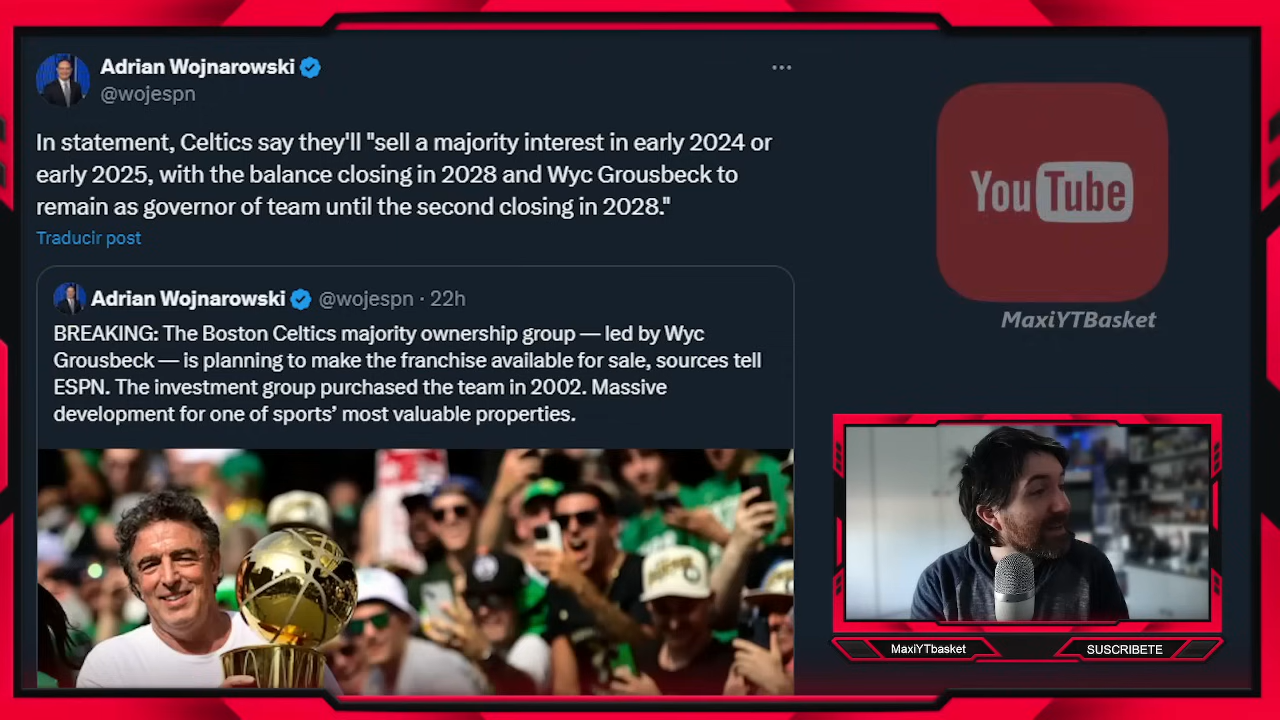 Adrian Wojnarowski
@wojespn
In statement, Celtics say they'll "sell a majority interest in early 2024 or
early 2025, with the balance closing in 2028 and Wyc Grousbeck to
remain as governor of team until the second closing in 2028."
Traducir post
Adrian Wojnarowski @wojespn · 22h
BREAKING: The Boston Celtics majority ownership group — led by Wyc
Grousbeck — is planning to make the franchise available for sale, sources tell
ESPN. The investment group purchased the team in 2002. Massive
development for one of sports’ most valuable properties.
YouTube
MaxiYTBasket
MaxiYTbasket
SUSCRIBETE